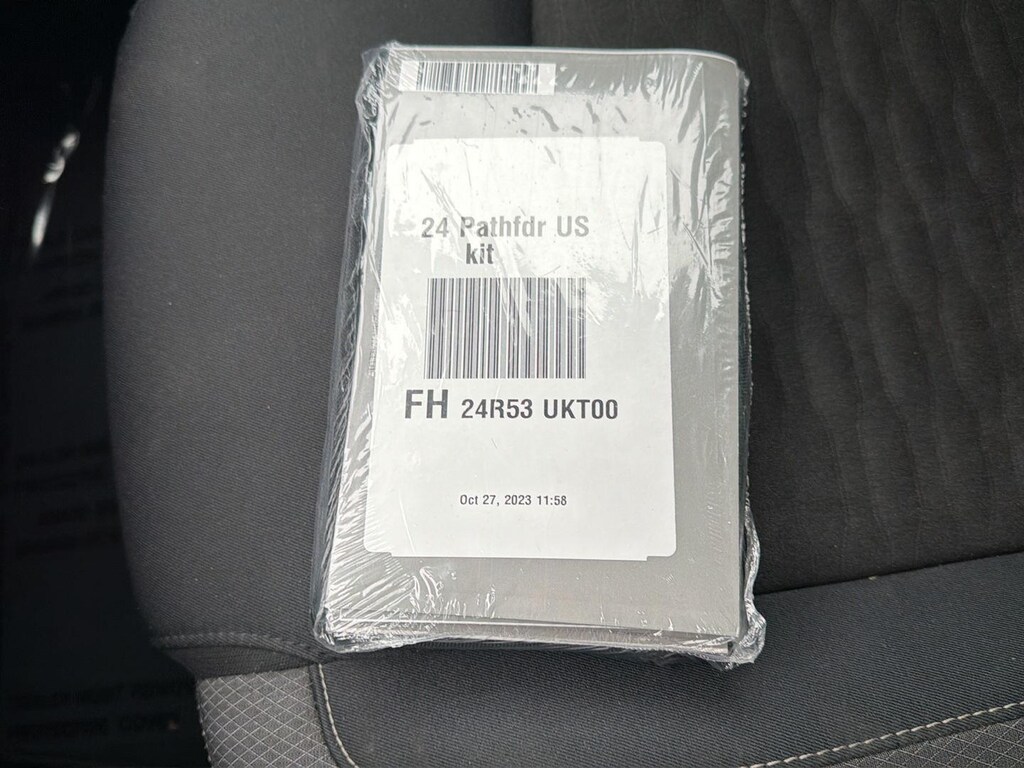 24 Pathfdr US
kit
FH 24R53 UKT00
Oct 27, 2023 11:58